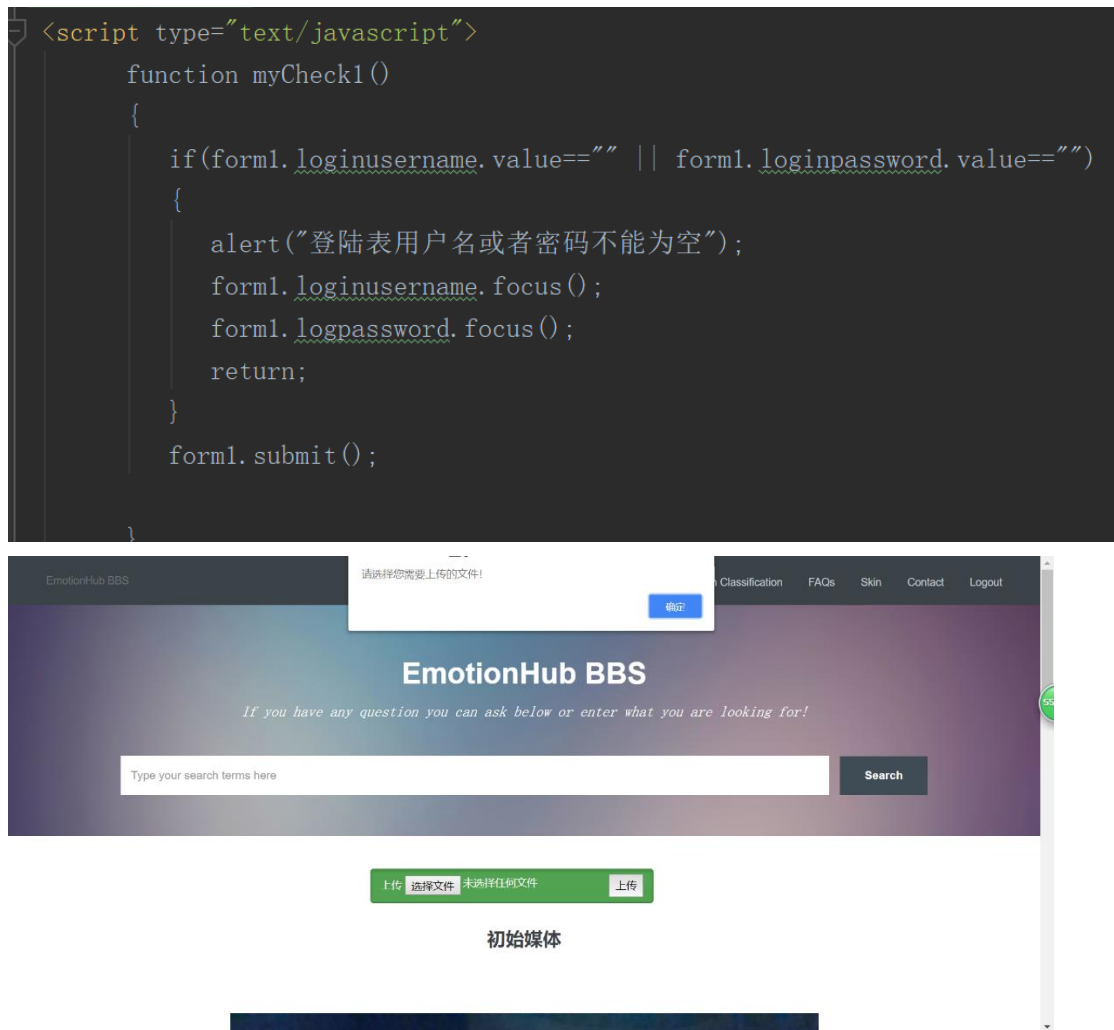 <script type="text/javascript">
function myCheck1()
{
if(form1.loginusername.value=="" || form1.loginpassword.value=="")
{
alert("登陆表用户名或者密码不能为空");
form1.loginusername.focus();
form1.logpassword.focus();
return;
}
form1.submit();
}
EmotionHub BBS
请选择您需要上传的文件!
Classification FAQs Skin Contact Logout
确定
EmotionHub BBS
If you have any question you can ask below or enter what you are looking for!
55
Type your search terms here
Search
上传 选择文件 未选择任何文件 上传
初始媒体